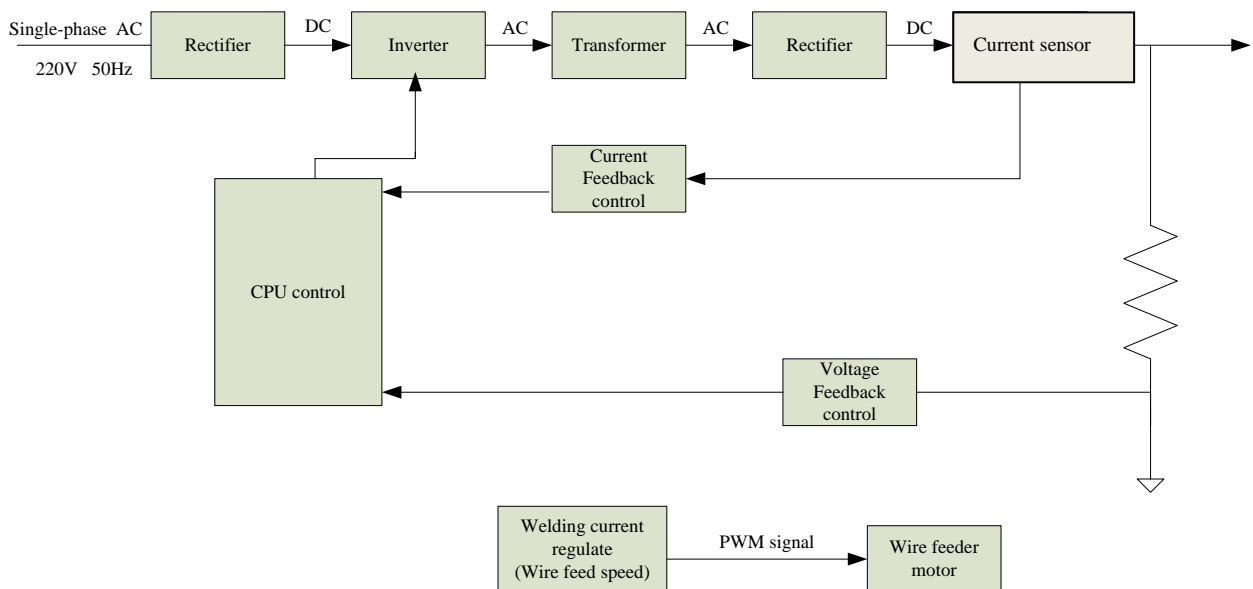 Single-phase AC
220V 50Hz
Rectifier
DC
Inverter
AC
Transformer
AC
Rectifier
DC
Current sensor
Current
Feedback
control
CPU control
Voltage
Feedback
control
Welding current
regulate
(Wire feed speed)
PWM signal
Wire feeder
motor